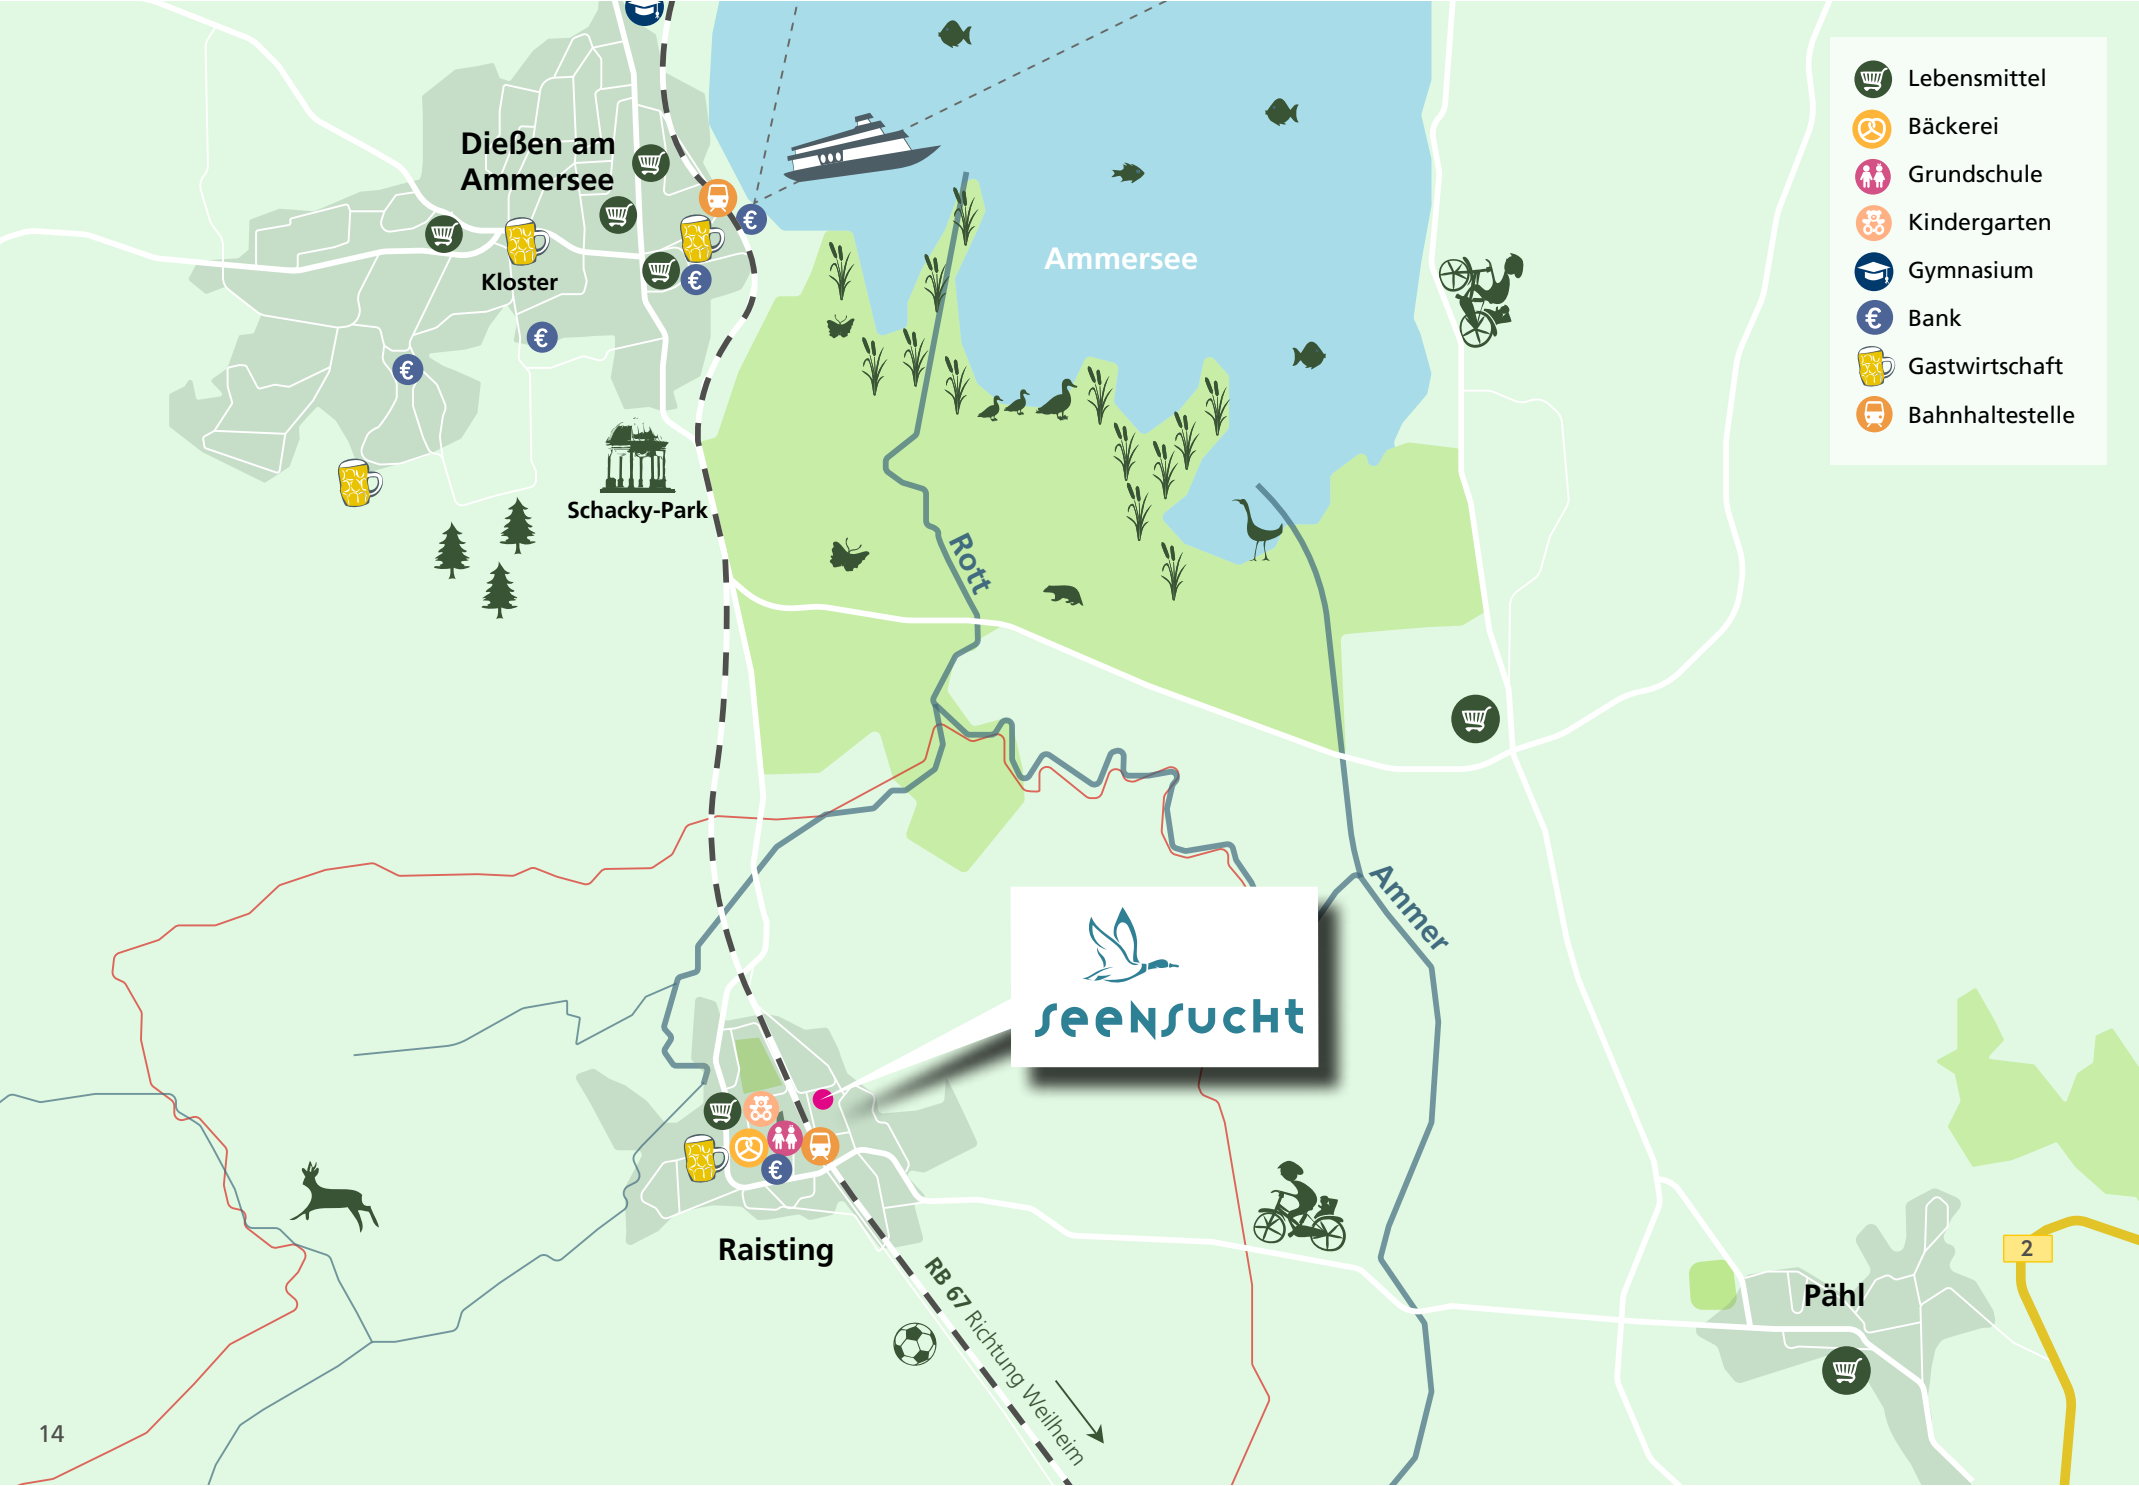 Lebensmittel
Bäckerei
Grundschule
Kindergarten
Gymnasium
€ Bank
Gastwirtschaft
Bahnhaltestelle
Dießen am
Ammersee
€
Kloster
€
€
€
Ammersee
Schacky-Park
Rott
Ammer
seensucht
€
Raisting
RB 67 Richtung Weilheim
2
Pähl
14